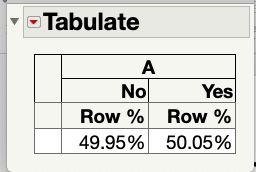 Tabulate
A
No Yes
Row % Row %
49.95% 50.05%